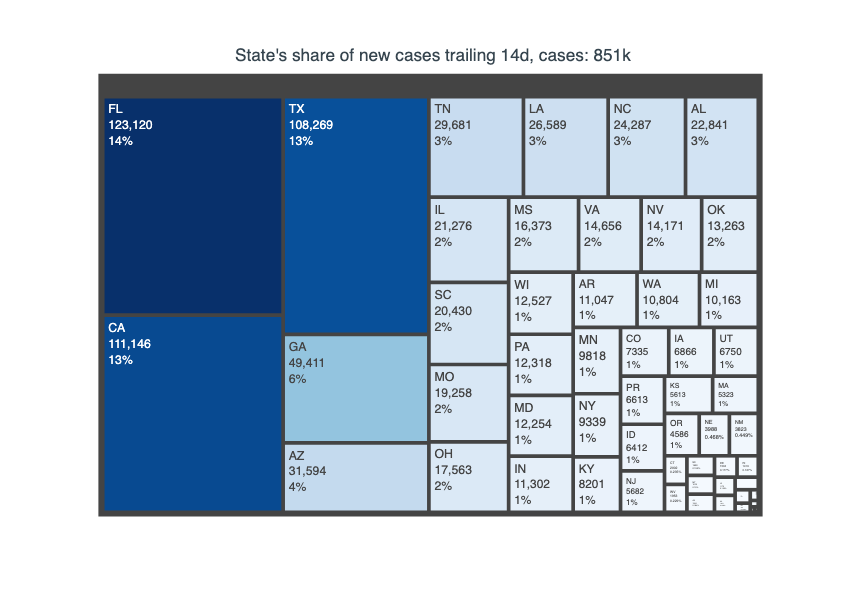 State's share of new cases trailing 14d, cases: 851k
FL
123,120
14%
CA
111,146
13%
TX
108,269
13%
GA
49,411
6%
AZ
31,594
4%
TN
29,681
3%
LA
26,589
3%
NC
24,287
3%
AL
22,841
3%
IL
21,276
2%
SC
20,430
2%
MO
19,258
2%
OH
17,563
2%
MS
16,373
2%
VA
14,656
2%
NV
14,171
2%
OK
13,263
2%
WI
12,527
1%
PA
12,318
1%
MD
12,254
1%
IN
11,302
1%
AR
11,047
1%
WA
10,804
1%
MI
10,163
1%
MN
9818
1%
NY
9339
1%
KY
8201
1%
CO
7335
1%
IA
6866
1%
UT
6750
1%
PR
6613
1%
ID
6412
1%
NJ
5682
1%
KS
5613
1%
MA
5323
1%
OR
4586
1%
NE
3988
0.468%
NM
3823
0.449%